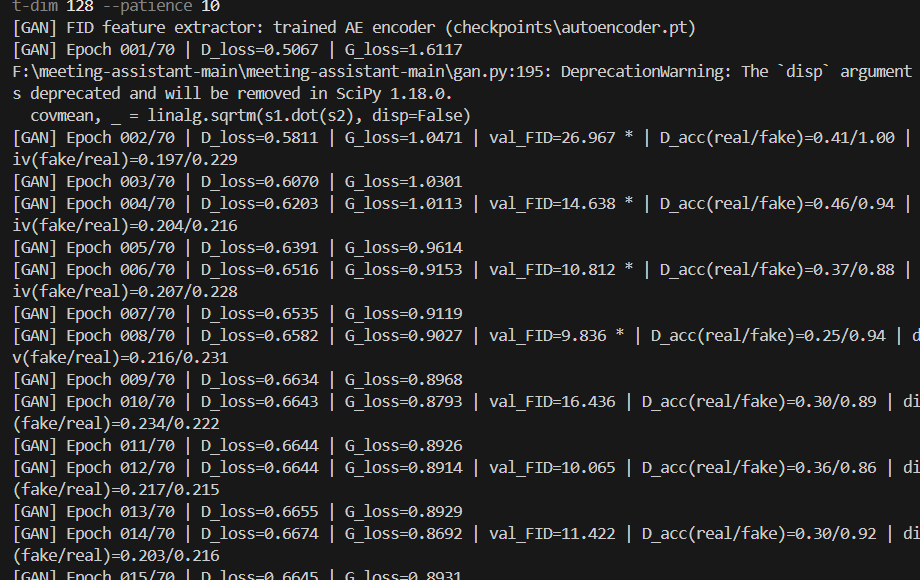 t-dim 128 --patience 10
[GAN] FID feature extractor: trained AE encoder (checkpoints\autoencoder.pt)
[GAN] Epoch 001/70 | D_loss=0.5067 | G_loss=1.6117
F:\meeting-assistant-main\meeting-assistant-main\gan.py:195: DeprecationWarning: The `disp` argument
s deprecated and will be removed in SciPy 1.18.0.
  covmean, _ = linalg.sqrtm(s1.dot(s2), disp=False)
[GAN] Epoch 002/70 | D_loss=0.5811 | G_loss=1.0471 | val_FID=26.967 * | D_acc(real/fake)=0.41/1.00 |
iv(fake/real)=0.197/0.229
[GAN] Epoch 003/70 | D_loss=0.6070 | G_loss=1.0301
[GAN] Epoch 004/70 | D_loss=0.6203 | G_loss=1.0113 | val_FID=14.638 * | D_acc(real/fake)=0.46/0.94 |
iv(fake/real)=0.204/0.216
[GAN] Epoch 005/70 | D_loss=0.6391 | G_loss=0.9614
[GAN] Epoch 006/70 | D_loss=0.6516 | G_loss=0.9153 | val_FID=10.812 * | D_acc(real/fake)=0.37/0.88 |
iv(fake/real)=0.207/0.228
[GAN] Epoch 007/70 | D_loss=0.6535 | G_loss=0.9119
[GAN] Epoch 008/70 | D_loss=0.6582 | G_loss=0.9027 | val_FID=9.836 * | D_acc(real/fake)=0.25/0.94 | d
v(fake/real)=0.216/0.231
[GAN] Epoch 009/70 | D_loss=0.6634 | G_loss=0.8968
[GAN] Epoch 010/70 | D_loss=0.6643 | G_loss=0.8793 | val_FID=16.436 | D_acc(real/fake)=0.30/0.89 | di
(fake/real)=0.234/0.222
[GAN] Epoch 011/70 | D_loss=0.6644 | G_loss=0.8926
[GAN] Epoch 012/70 | D_loss=0.6644 | G_loss=0.8914 | val_FID=10.065 | D_acc(real/fake)=0.36/0.86 | di
(fake/real)=0.217/0.215
[GAN] Epoch 013/70 | D_loss=0.6655 | G_loss=0.8929
[GAN] Epoch 014/70 | D_loss=0.6674 | G_loss=0.8692 | val_FID=11.422 | D_acc(real/fake)=0.30/0.92 | di
(fake/real)=0.203/0.216
[GAN] Epoch 015/70 | D_loss=0.6645 | G_loss=0.8931